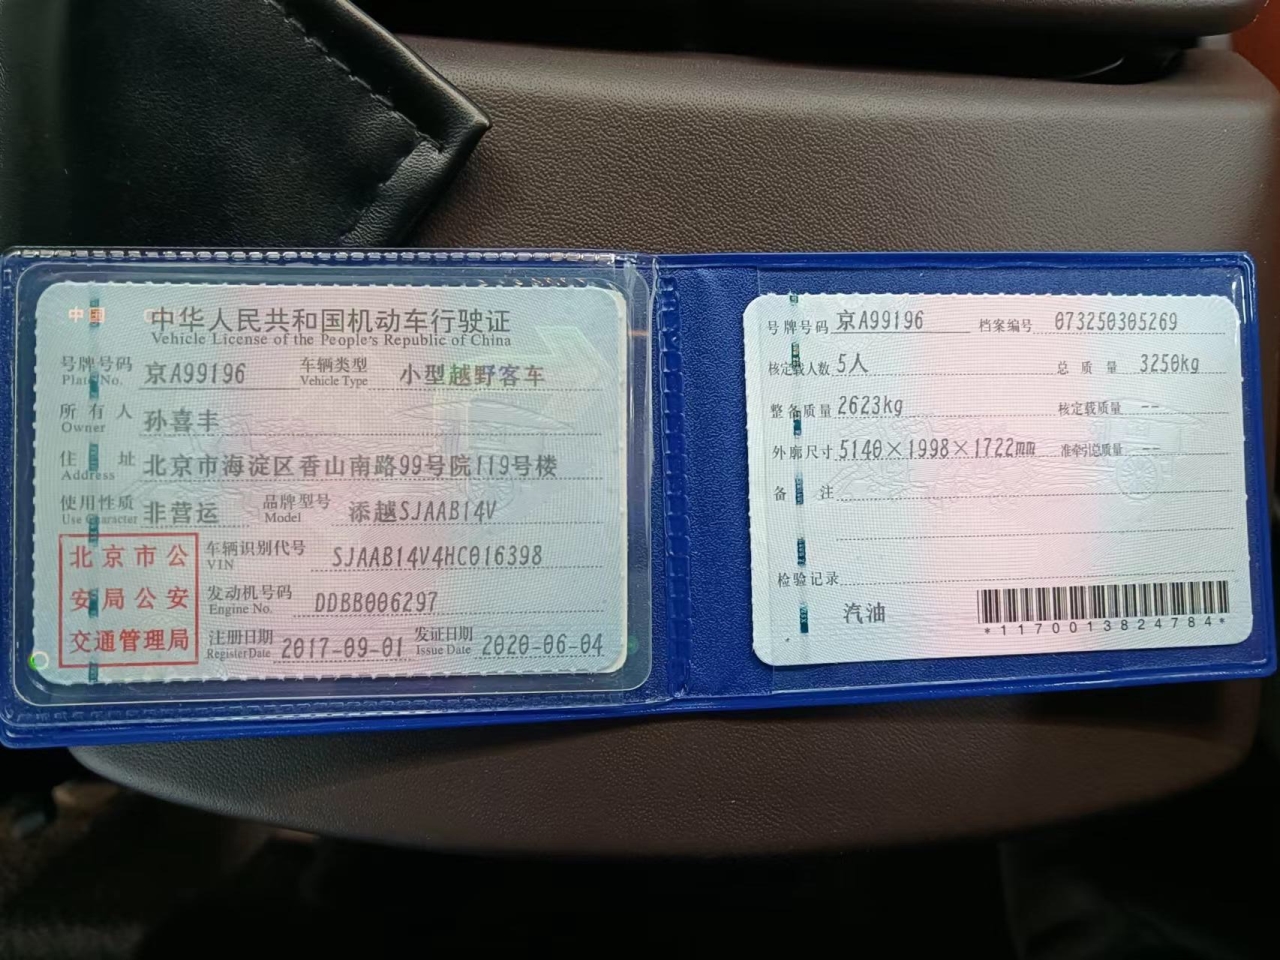 中国
中华人民共和国机动车行驶证
Vehicle License of the People's Republic of China
号牌号码 京A99196 车辆类型 小型越野客车
Plate No. Vehicle Type
所有人 孙喜丰
Owner
住址 北京市海淀区香山南路99号院119号楼
Address
使用性质 非营运 品牌型号 添越SJAAB14V
Use Character Model
北京市公
安局公安
交通管理局
车辆识别代号 SJAAB14V4HC016398
VIN
发动机号码 DDBB006297
Engine No.
注册日期 2017-09-01 发证日期 2020-06-04
Register Date Issue Date
号牌号码 京A99196 档案编号 073250305269
核定载人数 5人 总质量 3250kg
整备质量 2623kg 核定载质量 --
外廓尺寸 5140×1998×1722mm 准牵引总质量 --
备注
检验记录
汽油
*1170013824784*